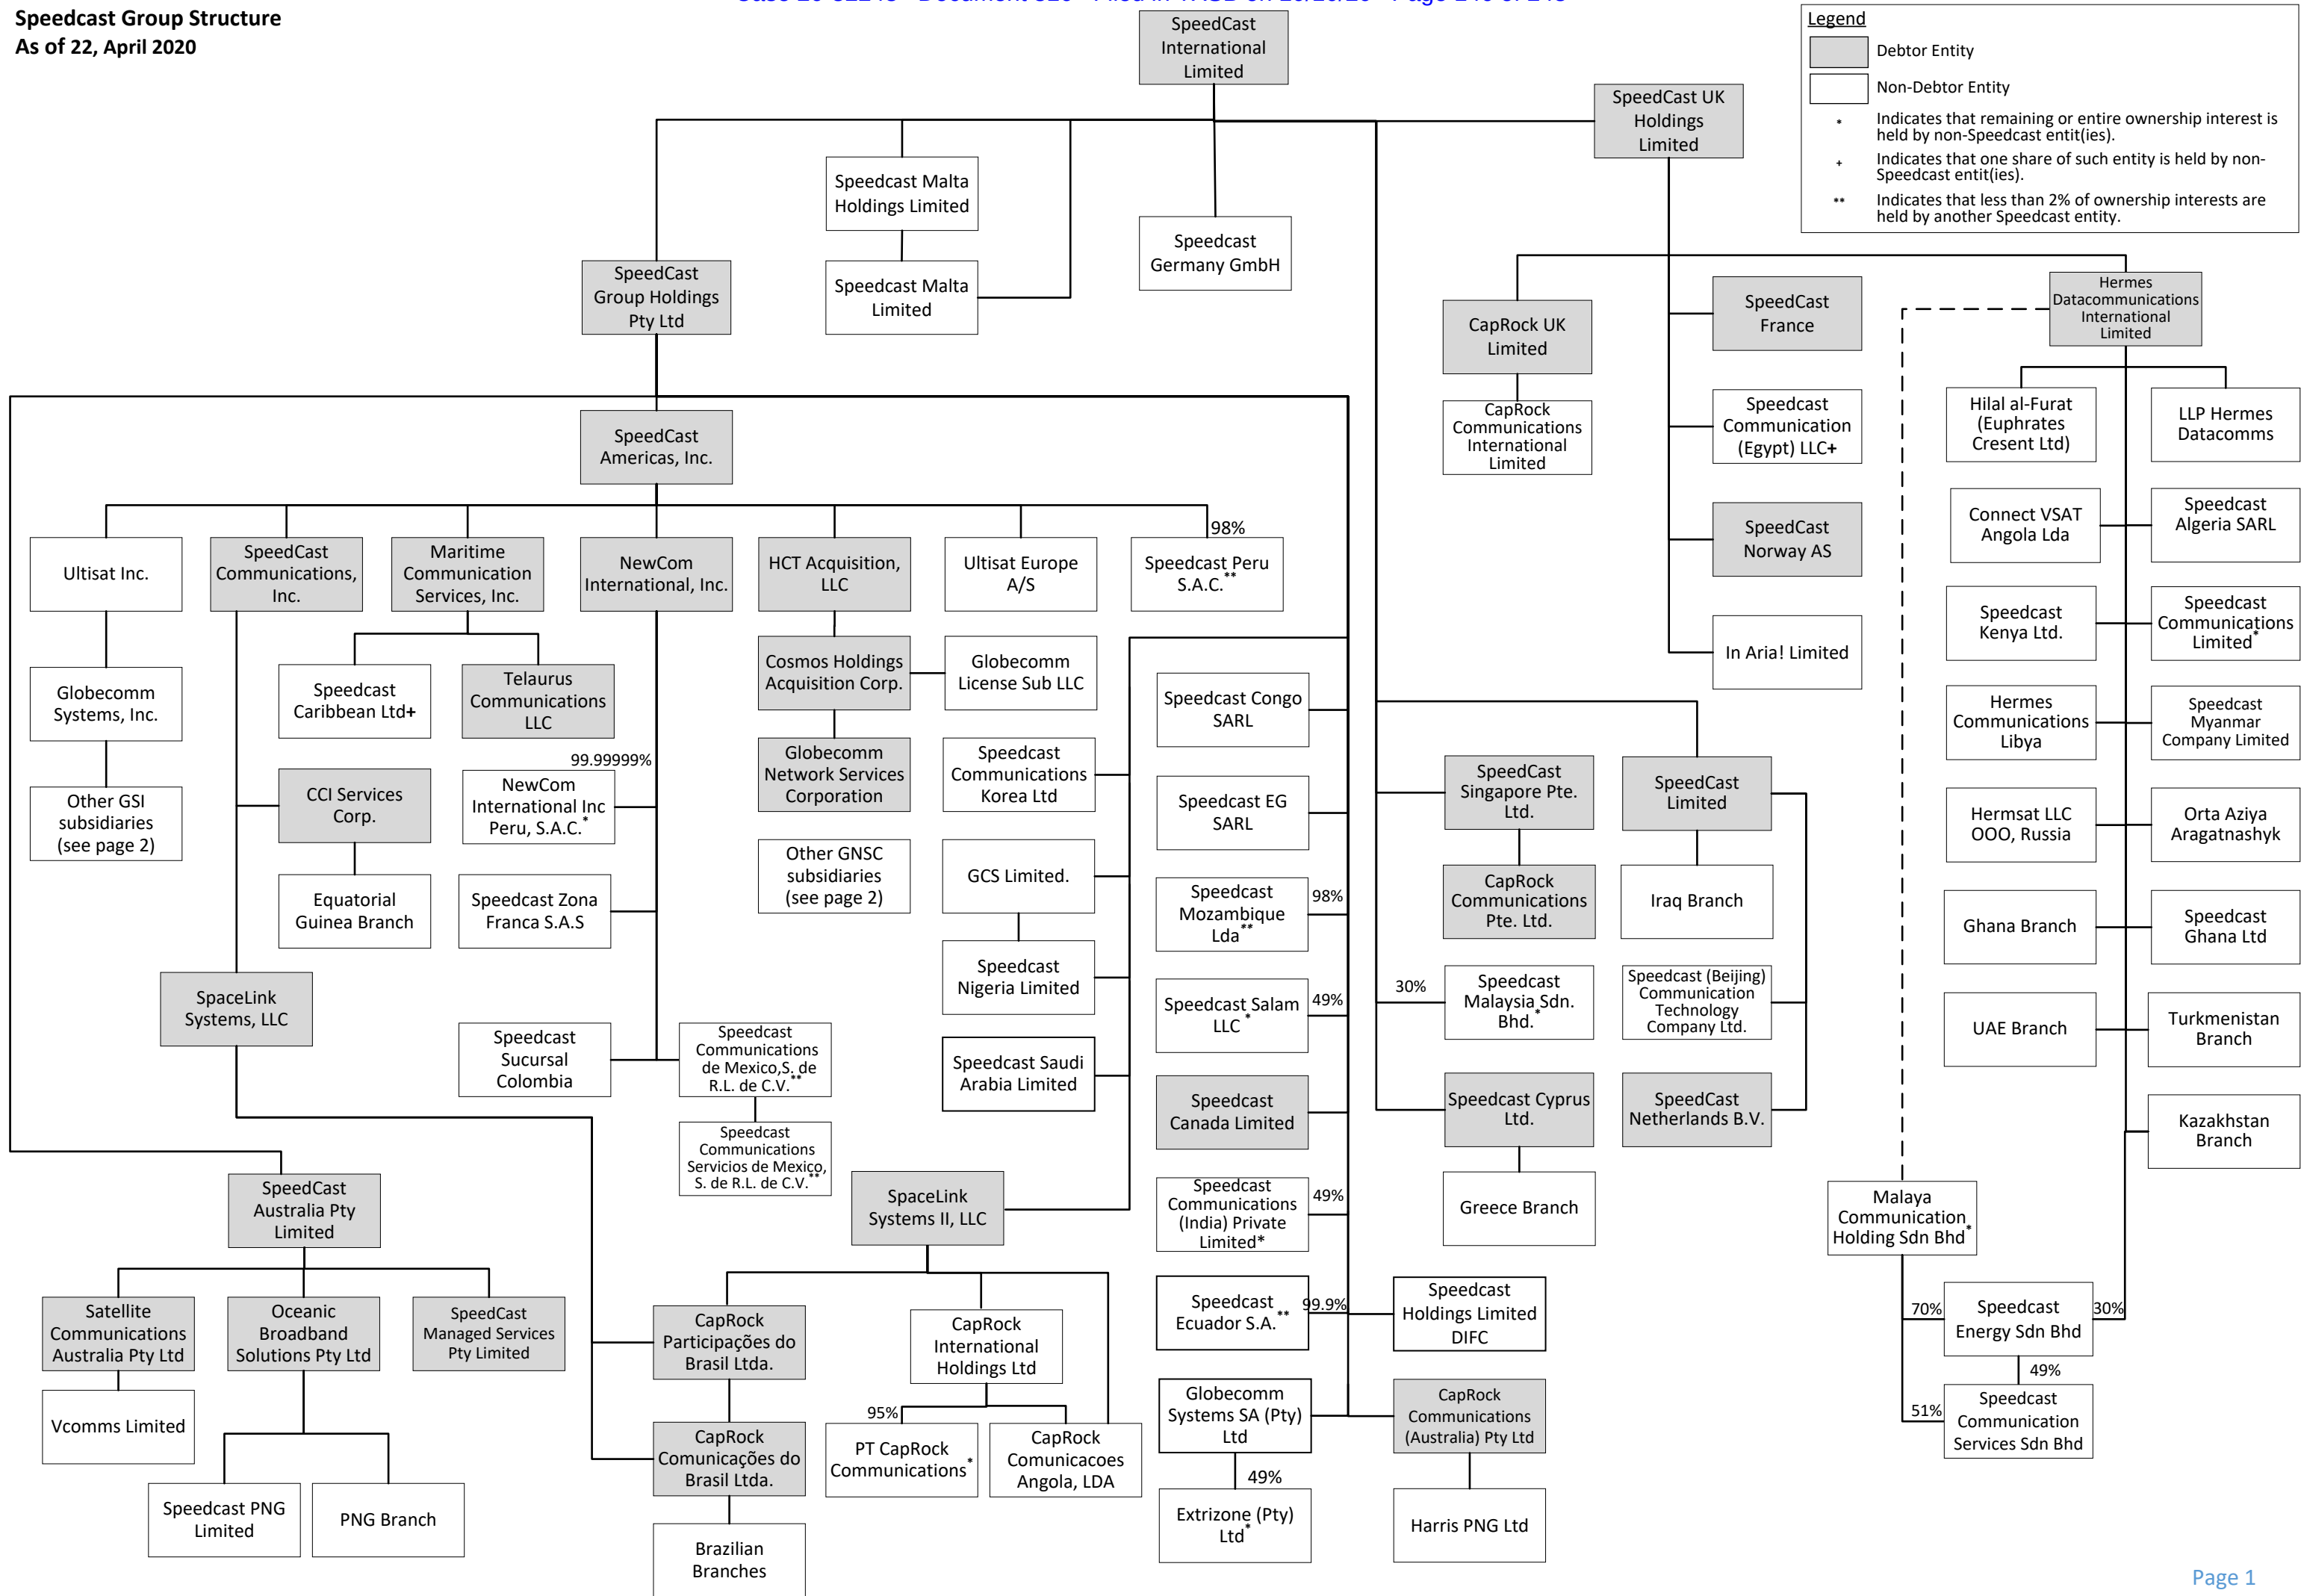 Speedcast Group Structure
As of 22, April 2020
Legend
Debtor Entity
Non-Debtor Entity
* Indicates that remaining or entire ownership interest is
held by non-Speedcast entit(ies).
+ Indicates that one share of such entity is held by non-
Speedcast entit(ies).
** Indicates that less than 2% of ownership interests are
held by another Speedcast entity.
SpeedCast
International
Limited
SpeedCast UK
Holdings
Limited
Speedcast Malta
Holdings Limited
Speedcast
Germany GmbH
SpeedCast
Group Holdings
Pty Ltd
Speedcast Malta
Limited
CapRock UK
Limited
SpeedCast
France
Hermes
Datacommunications
International
Limited
CapRock
Communications
International
Limited
Speedcast
Communication
(Egypt) LLC+
Hilal al-Furat
(Euphrates
Cresent Ltd)
LLP Hermes
Datacomms
SpeedCast
Americas, Inc.
SpeedCast
Norway AS
Connect VSAT
Angola Lda
Speedcast
Algeria SARL
98%
Ultisat Inc.
SpeedCast
Communications,
Inc.
Maritime
Communication
Services, Inc.
NewCom
International, Inc.
HCT Acquisition,
LLC
Ultisat Europe
A/S
Speedcast Peru
S.A.C.**
In Aria! Limited
Speedcast
Kenya Ltd.
Speedcast
Communications
Limited*
Globecomm
Systems, Inc.
Speedcast
Caribbean Ltd+
Telaurus
Communications
LLC
Cosmos Holdings
Acquisition Corp.
Globecomm
License Sub LLC
Speedcast Congo
SARL
Hermes
Communications
Libya
Speedcast
Myanmar
Company Limited
Other GSI
subsidiaries
(see page 2)
CCI Services
Corp.
99.99999%
NewCom
International Inc
Peru, S.A.C.*
Globecomm
Network Services
Corporation
Speedcast
Communications
Korea Ltd
Speedcast EG
SARL
SpeedCast
Singapore Pte.
Ltd.
SpeedCast
Limited
Hermsat LLC
OOO, Russia
Orta Aziya
Aragatnashyk
Equatorial
Guinea Branch
Speedcast Zona
Franca S.A.S
Other GNSC
subsidiaries
(see page 2)
GCS Limited.
Speedcast
Mozambique
Lda**
98%
CapRock
Communications
Pte. Ltd.
Iraq Branch
Ghana Branch
Speedcast
Ghana Ltd
SpaceLink
Systems, LLC
Speedcast
Nigeria Limited
Speedcast Salam
LLC *
49%
30%
Speedcast
Malaysia Sdn.
Bhd.*
Speedcast (Beijing)
Communication
Technology
Company Ltd.
UAE Branch
Turkmenistan
Branch
Speedcast
Sucursal
Colombia
Speedcast
Communications
de Mexico,S. de
R.L. de C.V.**
Speedcast Saudi
Arabia Limited
Speedcast
Canada Limited
Speedcast Cyprus
Ltd.
SpeedCast
Netherlands B.V.
Kazakhstan
Branch
Speedcast
Communications
Servicios de Mexico,
S. de R.L. de C.V.**
SpeedCast
Australia Pty
Limited
SpaceLink
Systems II, LLC
Speedcast
Communications
(India) Private
Limited*
49%
Greece Branch
Malaya
Communication
Holding Sdn Bhd*
Satellite
Communications
Australia Pty Ltd
Oceanic
Broadband
Solutions Pty Ltd
SpeedCast
Managed Services
Pty Limited
CapRock
Participações do
Brasil Ltda.
CapRock
International
Holdings Ltd
Speedcast
Ecuador S.A.**
99.9%
Speedcast
Holdings Limited
DIFC
70%
Speedcast
Energy Sdn Bhd
30%
49%
Vcomms Limited
CapRock
Comunicações do
Brasil Ltda.
95%
PT CapRock
Communications*
CapRock
Comunicacoes
Angola, LDA
Globecomm
Systems SA (Pty)
Ltd
CapRock
Communications
(Australia) Pty Ltd
51%
Speedcast
Communication
Services Sdn Bhd
49%
Speedcast PNG
Limited
PNG Branch
Brazilian
Branches
Extrizone (Pty)
Ltd*
Harris PNG Ltd
Page 1